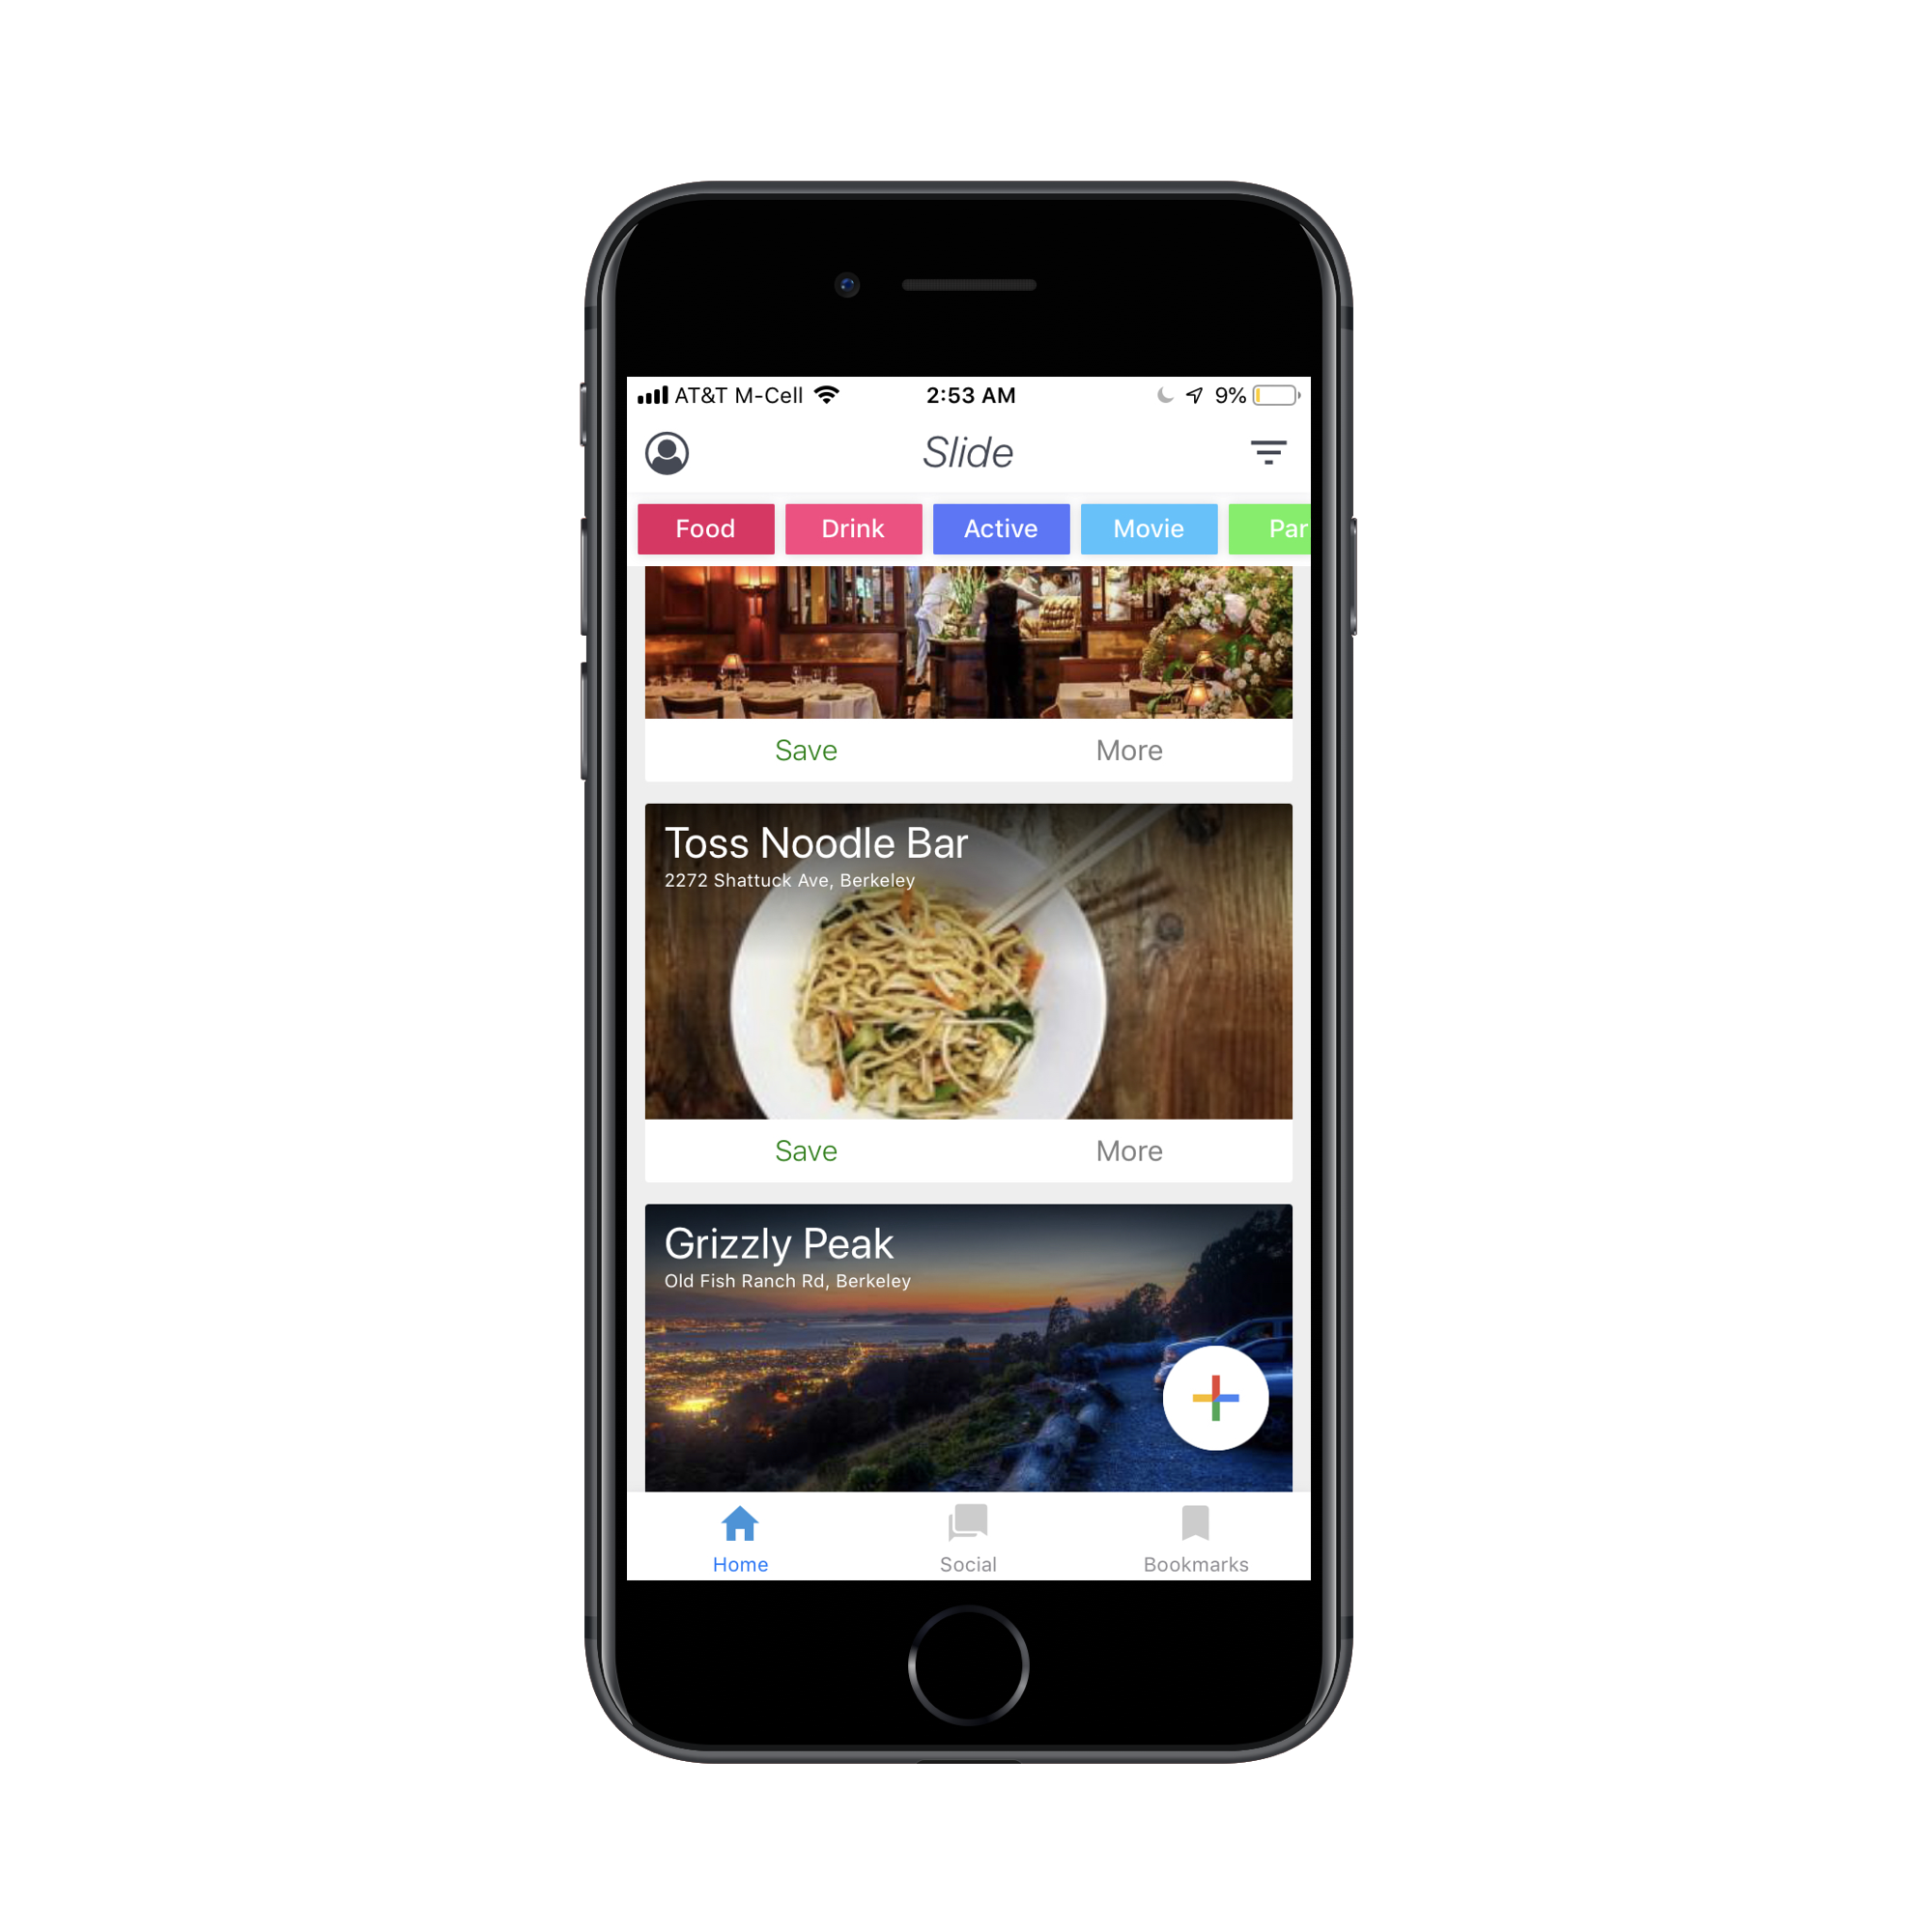 AT&T M-Cell 2:53 AM 9%
Slide
Food Drink Active Movie Par
Save More
Toss Noodle Bar
2272 Shattuck Ave, Berkeley
Save More
Grizzly Peak
Old Fish Ranch Rd, Berkeley
Home Social Bookmarks